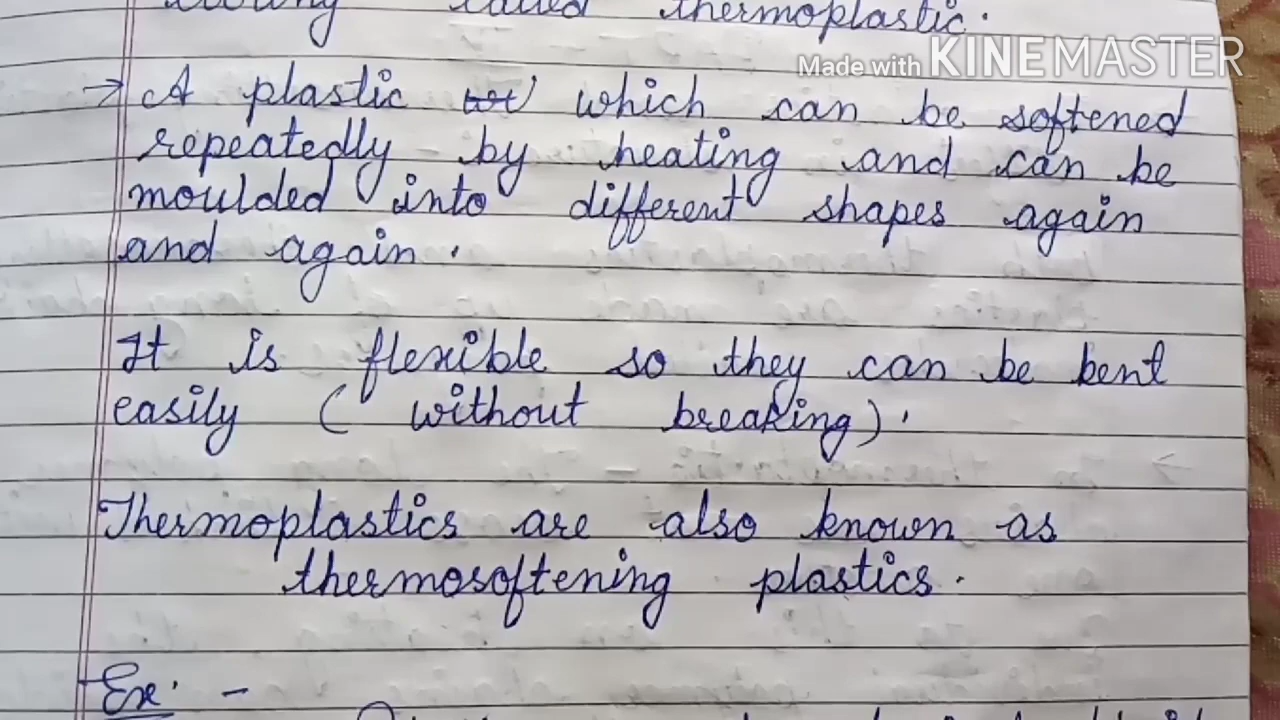 called thermoplastic.
Made with KINEMASTER
→ A plastic which can be softened
repeatedly by heating and can be
moulded into different shapes again
and again.
It is flexible so they can be bent
easily ( without breaking).
Thermoplastics are also known as
thermosoftening plastics.
Ex. -